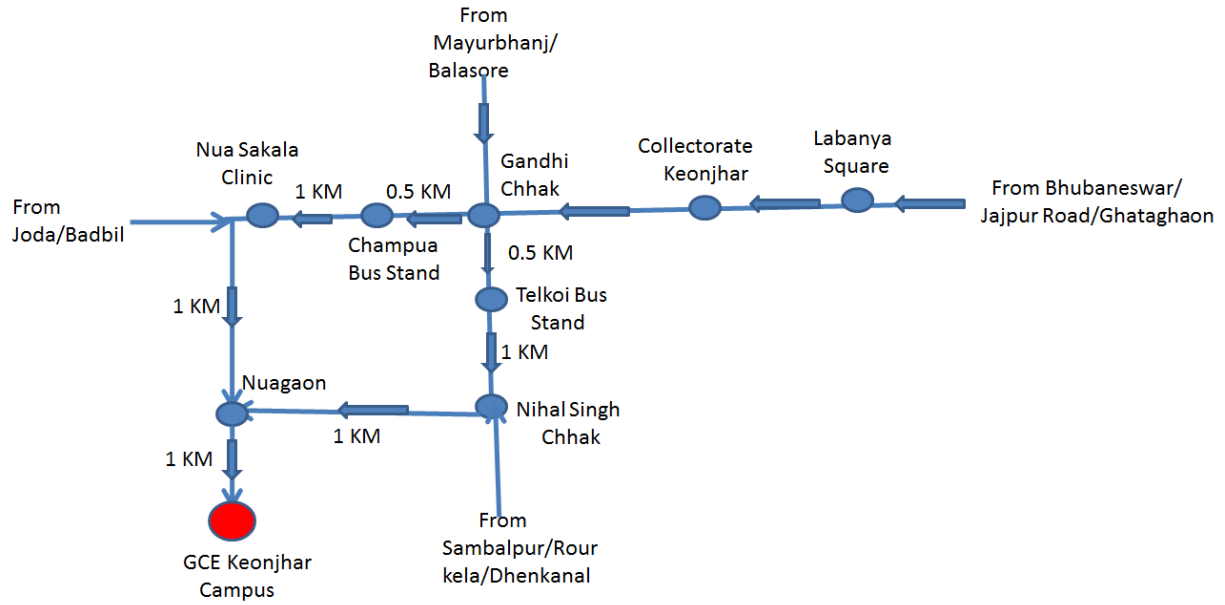 From
Mayurbhanj/
Balasore
Nua Sakala
Clinic
1 KM
0.5 KM
Gandhi
Chhak
Collectorate
Keonjhar
Labanya
Square
From
Joda/Badbil
From Bhubaneswar/
Jajpur Road/Ghataghaon
Champua
Bus Stand
0.5 KM
1 KM
Telkoi Bus
Stand
1 KM
Nuagaon
Nihal Singh
Chhak
1 KM
1 KM
From
Sambalpur/Rour
kela/Dhenkanal
GCE Keonjhar
Campus